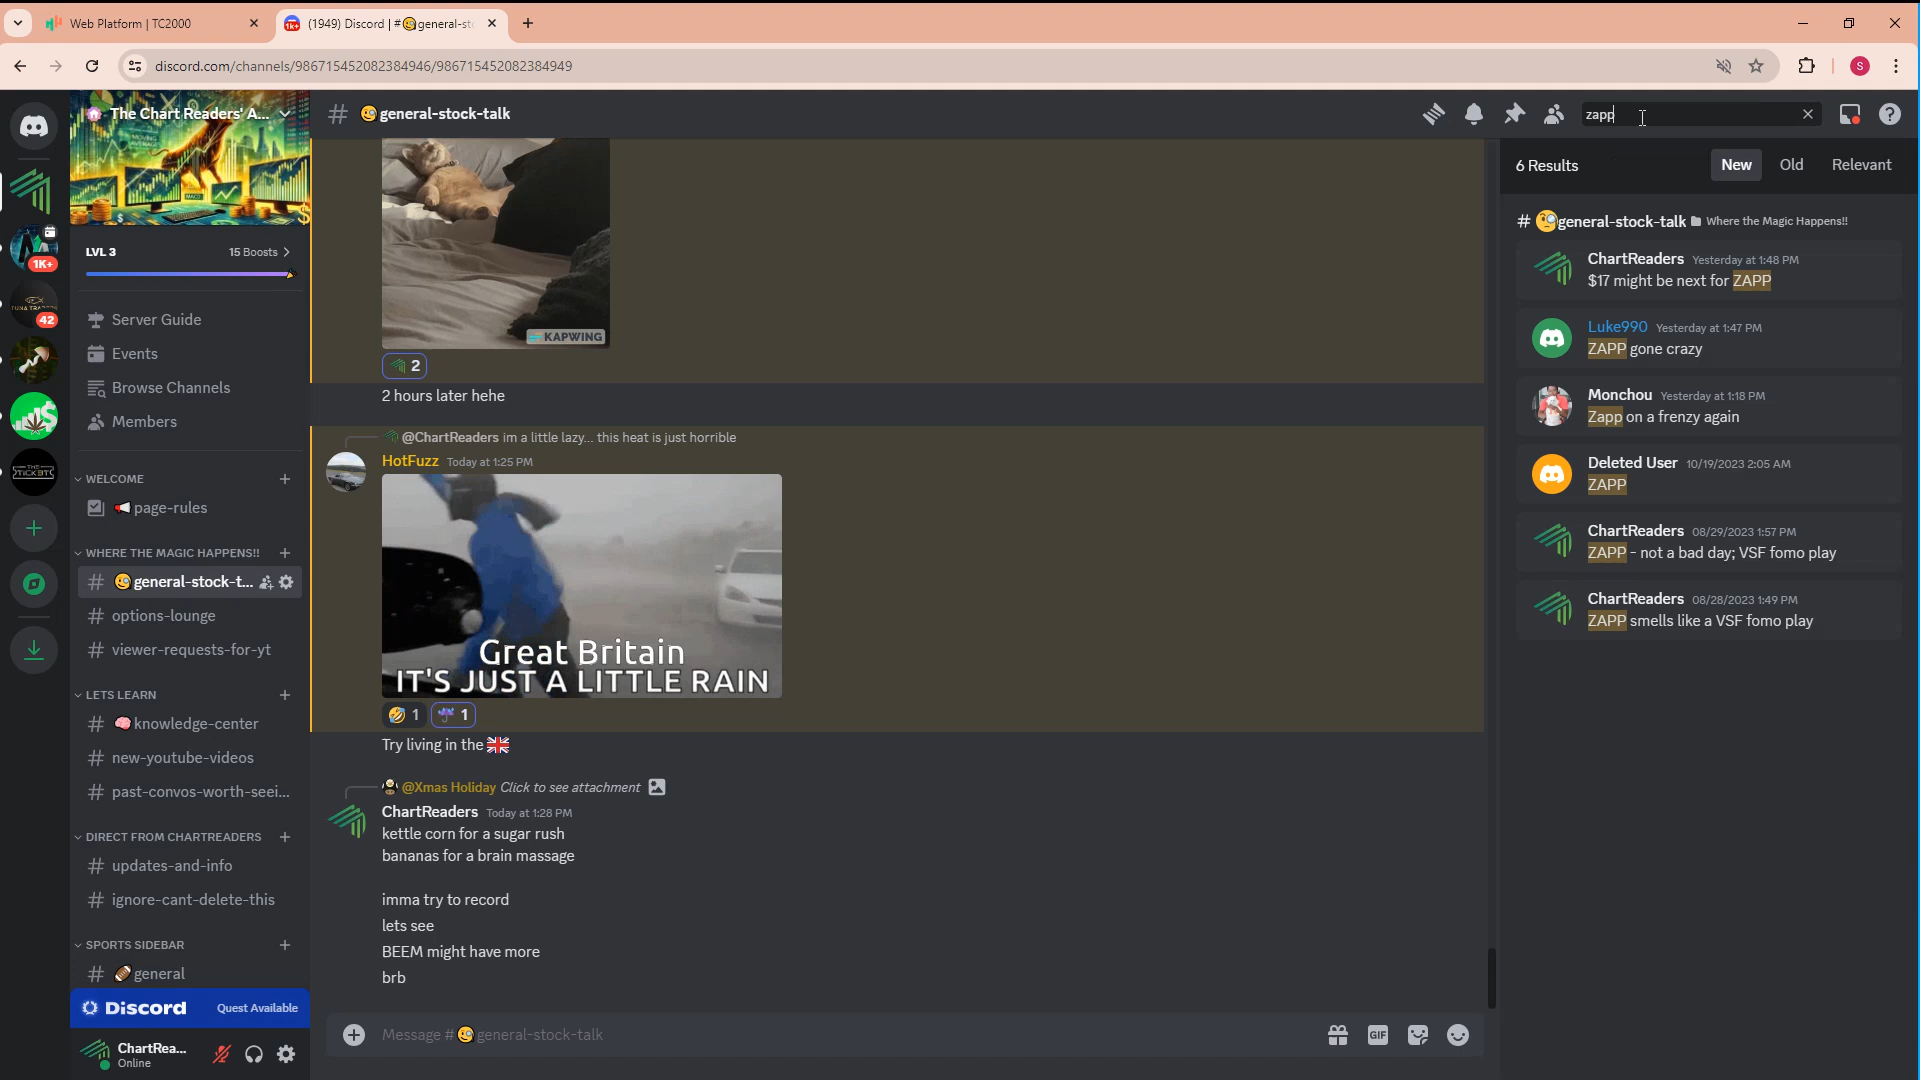 Web Platform | TC2000
(1949) Discord | #🧐general-st
discord.com/channels/986715452082384946/986715452082384949
S
The Chart Readers' A...
LVL 3
15 Boosts
Server Guide
Events
Browse Channels
Members
WELCOME
page-rules
WHERE THE MAGIC HAPPENS!!
general-stock-t...
options-lounge
viewer-requests-for-yt
LETS LEARN
knowledge-center
new-youtube-videos
past-convos-worth-seei...
DIRECT FROM CHARTREADERS
updates-and-info
ignore-cant-delete-this
SPORTS SIDEBAR
general
Discord
Quest Available
ChartRea...
Online
1K+
42
# 🧐general-stock-talk
KAPWING
2
2 hours later hehe
@ChartReaders im a little lazy... this heat is just horrible
HotFuzz Today at 1:25 PM
Great Britain
IT'S JUST A LITTLE RAIN
1 1
Try living in the 🇬🇧
@Xmas Holiday Click to see attachment
ChartReaders Today at 1:28 PM
kettle corn for a sugar rush
bananas for a brain massage
imma try to record
lets see
BEEM might have more
brb
Message #🧐general-stock-talk
GIF
zapp
6 Results
New
Old
Relevant
# 🧐general-stock-talk Where the Magic Happens!!
ChartReaders Yesterday at 1:48 PM
$17 might be next for ZAPP
Luke990 Yesterday at 1:47 PM
ZAPP gone crazy
Monchou Yesterday at 1:18 PM
Zapp on a frenzy again
Deleted User 10/19/2023 2:05 AM
ZAPP
ChartReaders 08/29/2023 1:57 PM
ZAPP - not a bad day; VSF fomo play
ChartReaders 08/28/2023 1:49 PM
ZAPP smells like a VSF fomo play